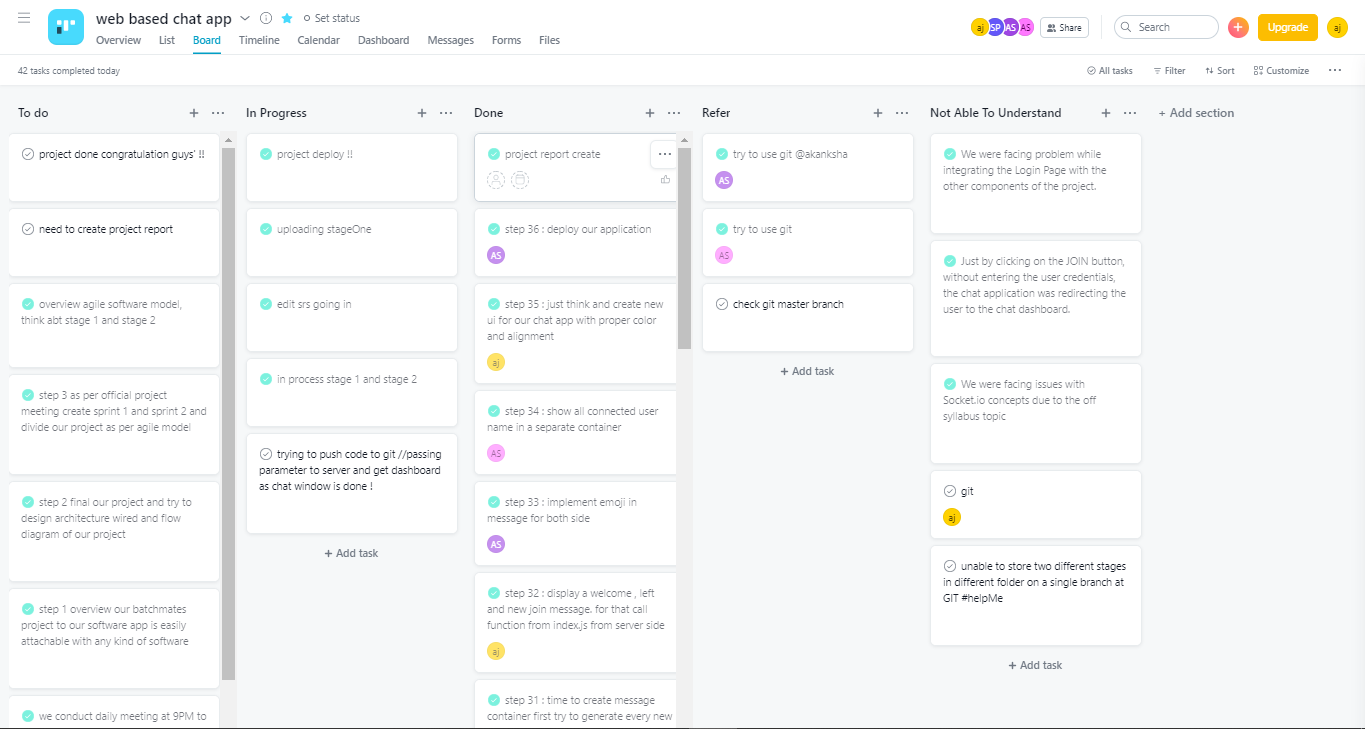 web based chat app
Set status
Overview
List
Board
Timeline
Calendar
Dashboard
Messages
Forms
Files
aj
SP
AS
AS
Share
Search
Upgrade
aj
42 tasks completed today
All tasks
Filter
Sort
Customize
To do
project done congratulation guys' !!
need to create project report
overview agile software model,
think abt stage 1 and stage 2
step 3 as per official project
meeting create sprint 1 and sprint 2 and
divide our project as per agile model
step 2 final our project and try to
design architecture wired and flow
diagram of our project
step 1 overview our batchmates
project to our software app is easily
attachable with any kind of software
we conduct daily meeting at 9PM to
In Progress
project deploy !!
uploading stageOne
edit srs going in
in process stage 1 and stage 2
trying to push code to git //passing
parameter to server and get dashboard
as chat window is done !
+ Add task
Done
project report create
step 36 : deploy our application
AS
step 35 : just think and create new
ui for our chat app with proper color
and alignment
aj
step 34 : show all connected user
name in a separate container
AS
step 33 : implement emoji in
message for both side
AS
step 32 : display a welcome , left
and new join message. for that call
function from index.js from server side
aj
step 31 : time to create message
container first try to generate every new
Refer
try to use git @akanksha
AS
try to use git
AS
check git master branch
+ Add task
Not Able To Understand
We were facing problem while
integrating the Login Page with the
other components of the project.
Just by clicking on the JOIN button,
without entering the user credentials,
the chat application was redirecting the
user to the chat dashboard.
We were facing issues with
Socket.io concepts due to the off
syllabus topic
git
aj
unable to store two different stages
in different folder on a single branch at
GIT #helpMe
+ Add task
+ Add section